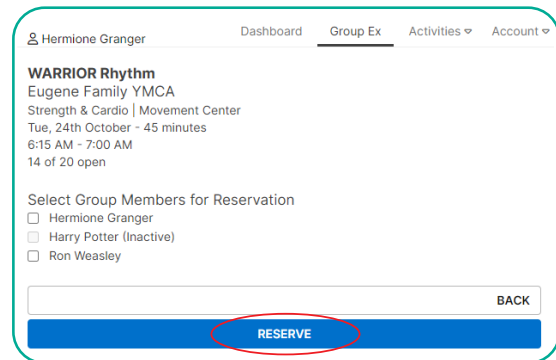 Hermione Granger
Dashboard Group Ex Activities Account
WARRIOR Rhythm
Eugene Family YMCA
Strength & Cardio | Movement Center
Tue, 24th October - 45 minutes
6:15 AM - 7:00 AM
14 of 20 open
Select Group Members for Reservation
Hermione Granger
Harry Potter (Inactive)
Ron Weasley
BACK
RESERVE